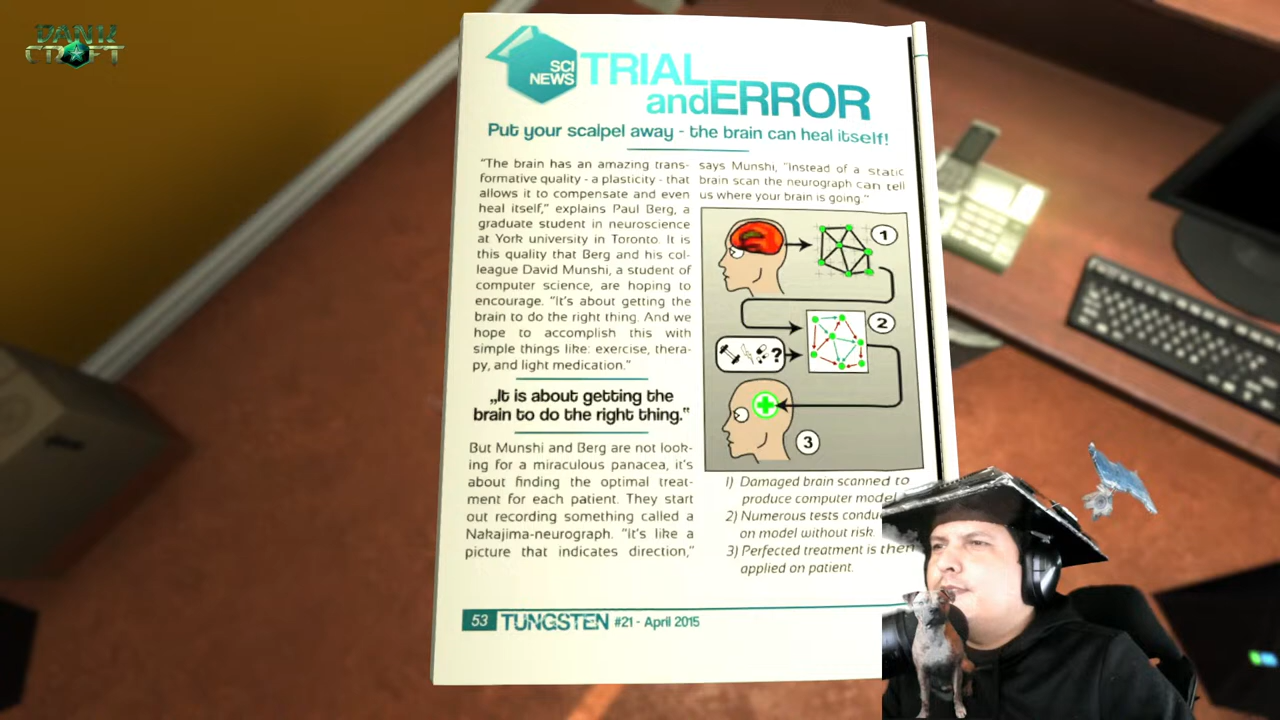 DANK
CRAFT
SCI
NEWS
TRIAL
and ERROR
Put your scalpel away - the brain can heal itself!
"The brain has an amazing trans-
formative quality - a plasticity - that
allows it to compensate and even
heal itself," explains Paul Berg, a
graduate student in neuroscience
at York university in Toronto. It is
this quality that Berg and his col-
league David Munshi, a student of
computer science, are hoping to
encourage. "It's about getting the
brain to do the right thing. And we
hope to accomplish this with
simple things like: exercise, thera-
py, and light medication."
„It is about getting the
brain to do the right thing."
But Munshi and Berg are not look-
ing for a miraculous panacea, it's
about finding the optimal treat-
ment for each patient. They start
out recording something called a
Nakajima-neurograph. "It's like a
picture that indicates direction,"
says Munshi, "Instead of a static
brain scan the neurograph can tell
us where your brain is going."
1
2
?
3
1) Damaged brain scanned to
produce computer model
2) Numerous tests
on model without risk.
3) Perfected treatment is then
applied on patient.
53 TUNGSTEN #21 - April 2015